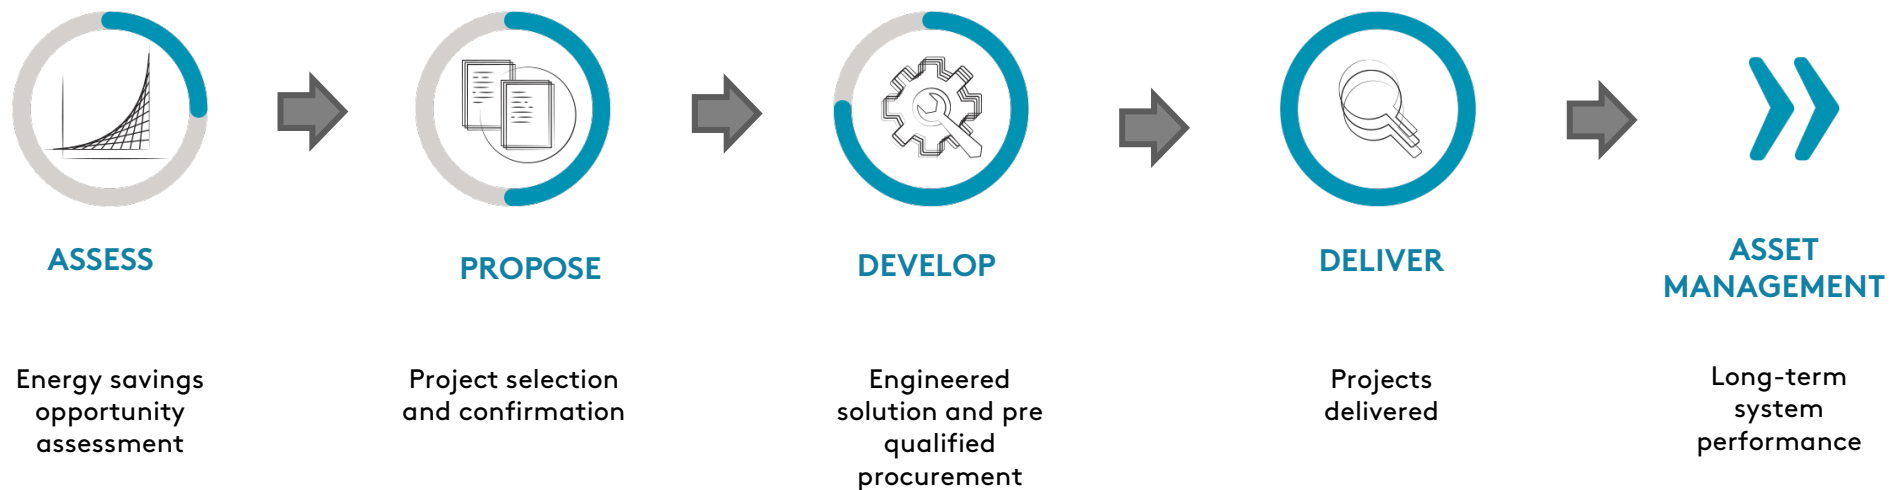 ASSESS
Energy savings
opportunity
assessment
PROPOSE
Project selection
and confirmation
DEVELOP
Engineered
solution and pre
qualified
procurement
DELIVER
Projects
delivered
ASSET
MANAGEMENT
Long-term
system
performance